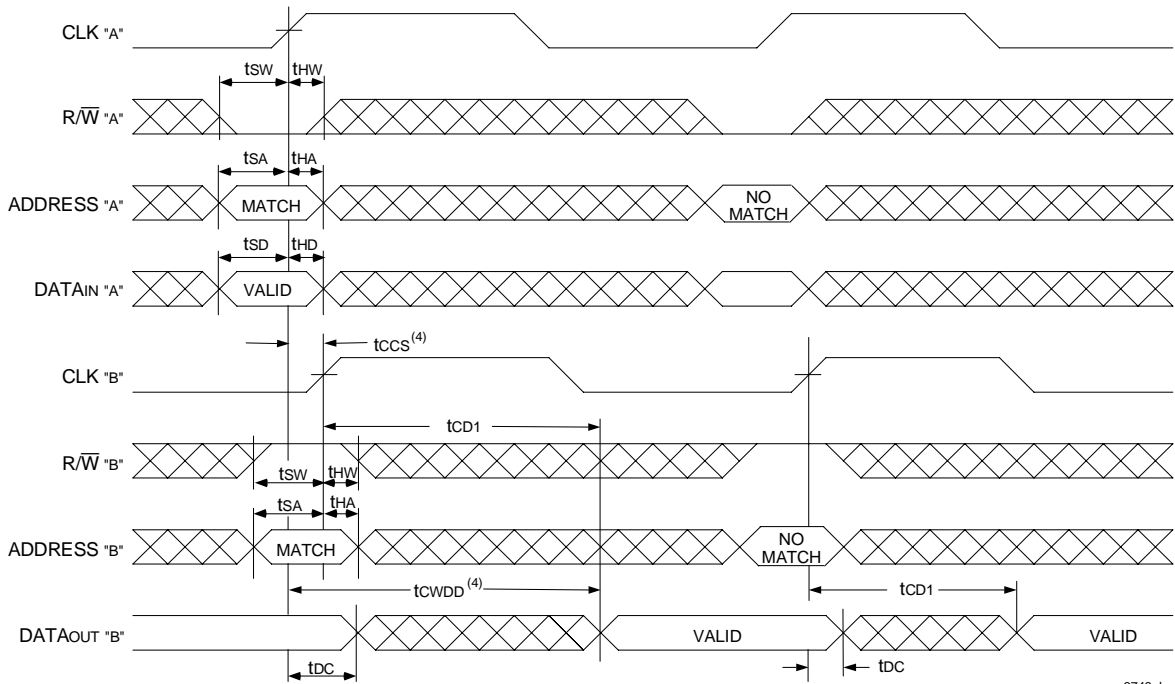 CLK "A"
tSW tHW
R/W̅ "A"
tSA tHA
ADDRESS "A" MATCH NO MATCH
tSD tHD
DATAIN "A" VALID
tCCS(4)
CLK "B"
tCD1
R/W̅ "B"
tSW tHW
tSA tHA
ADDRESS "B" MATCH NO MATCH
tCWDD(4) tCD1
DATAOUT "B" VALID VALID
tDC tDC